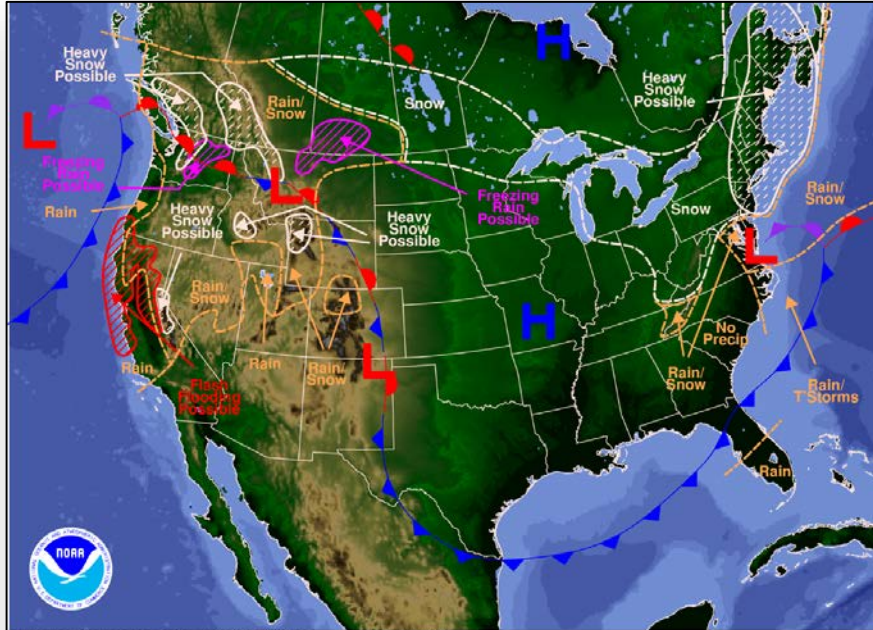 H
Heavy
Snow
Possible
Rain/
Snow
Snow
Heavy
Snow
Possible
L
Freezing
Rain
Possible
Rain
Heavy
Snow
Possible
L
Heavy
Snow
Possible
Freezing
Rain
Possible
Snow
Rain/
Snow
L
Rain/
Snow
H
L
No
Precip
Rain
Flash
Flooding
Possible
Rain
Rain/
Snow
Rain/
Snow
Rain/
T'Storms
Rain
NOAA